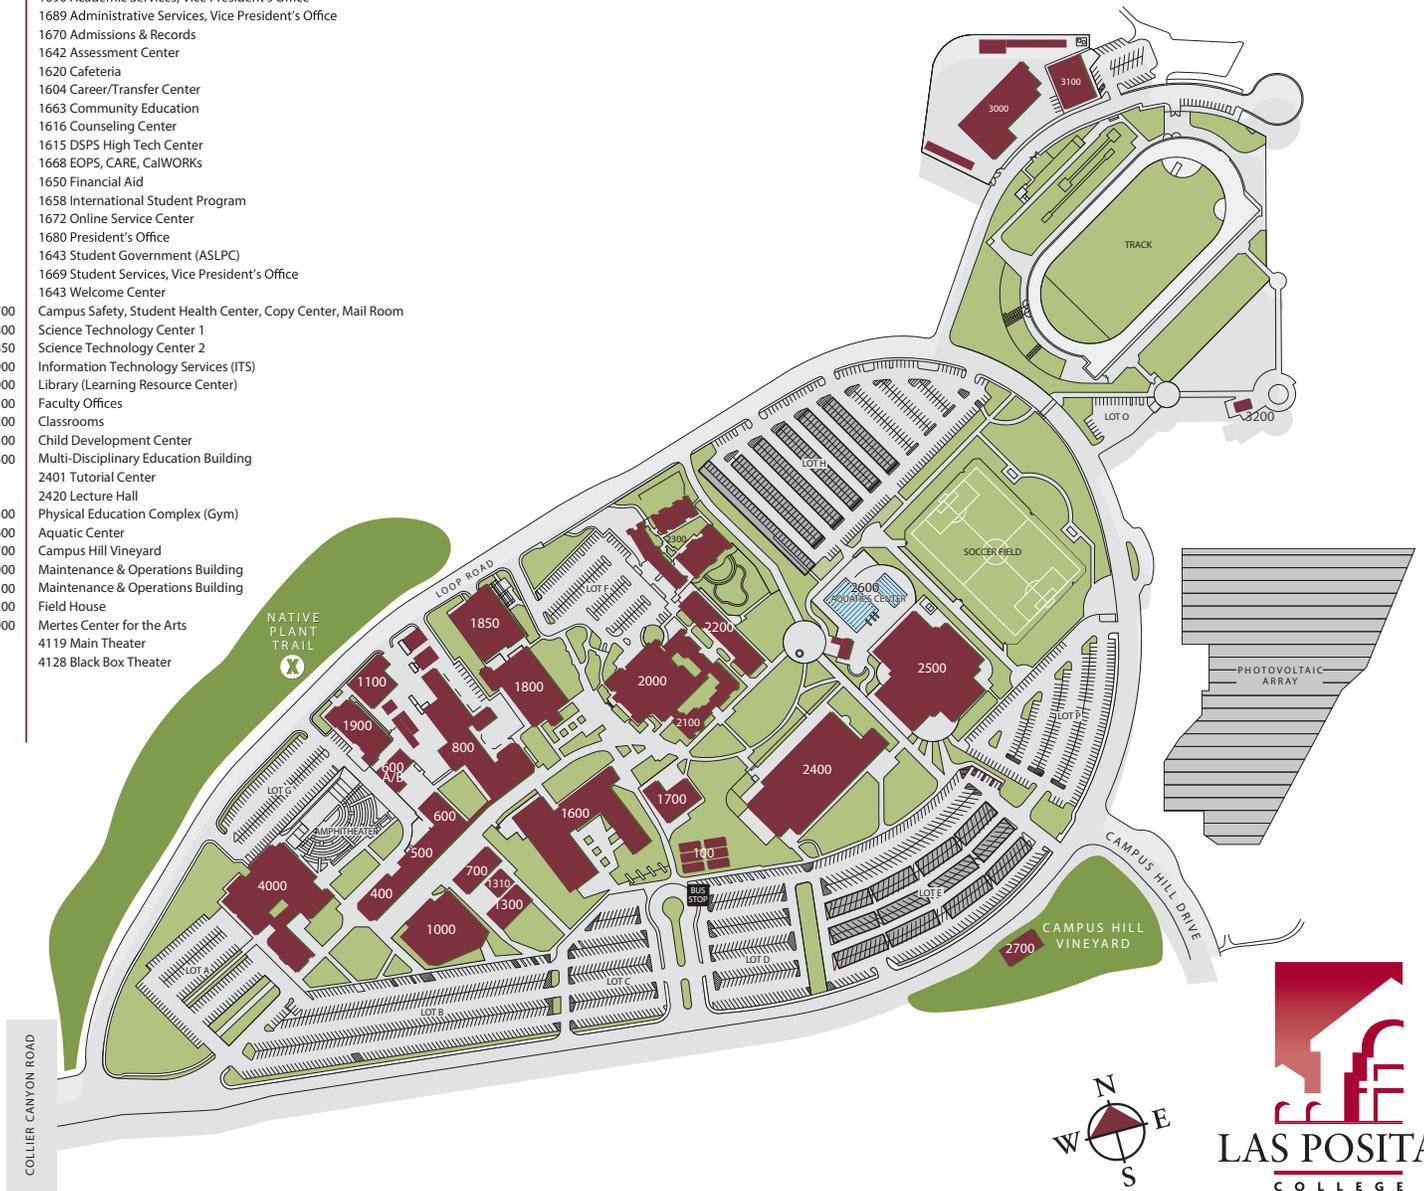 1689 Administrative Services, Vice President's Office
1670 Admissions & Records
1642 Assessment Center
1620 Cafeteria
1604 Career/Transfer Center
1663 Community Education
1616 Counseling Center
1615 DSPS High Tech Center
1668 EOPS, CARE, CalWORKs
1650 Financial Aid
1658 International Student Program
1672 Online Service Center
1680 President's Office
1643 Student Government (ASLPC)
1669 Student Services, Vice President's Office
1643 Welcome Center
Campus Safety, Student Health Center, Copy Center, Mail Room
Science Technology Center 1
Science Technology Center 2
Information Technology Services (ITS)
Library (Learning Resource Center)
Faculty Offices
Classrooms
Child Development Center
Multi-Disciplinary Education Building
2401 Tutorial Center
2420 Lecture Hall
Physical Education Complex (Gym)
Aquatic Center
Campus Hill Vineyard
Maintenance & Operations Building
Maintenance & Operations Building
Field House
Mertes Center for the Arts
4119 Main Theater
4128 Black Box Theater
3100
3000
TRACK
LOT O
3200
LOT H
SOCCER FIELD
2300
LOT F
LOOP ROAD
2600
AQUATICS CENTER
NATIVE
PLANT
TRAIL
X
1850
2200
2500
PHOTOVOLTAIC
ARRAY
1100
1800
2000
2100
LOT P
1900
800
600
A/B
2400
LOT G
AMPHITHEATER
600
1600
1700
500
100
CAMPUS HILL DRIVE
4000
400
700
1310
1300
BUS
STOP
LOT E
1000
CAMPUS HILL
VINEYARD
2700
LOT A
LOT D
LOT C
LOT B
COLLIER CANYON ROAD
N
W
E
S
LAS POSITA
COLLEGE